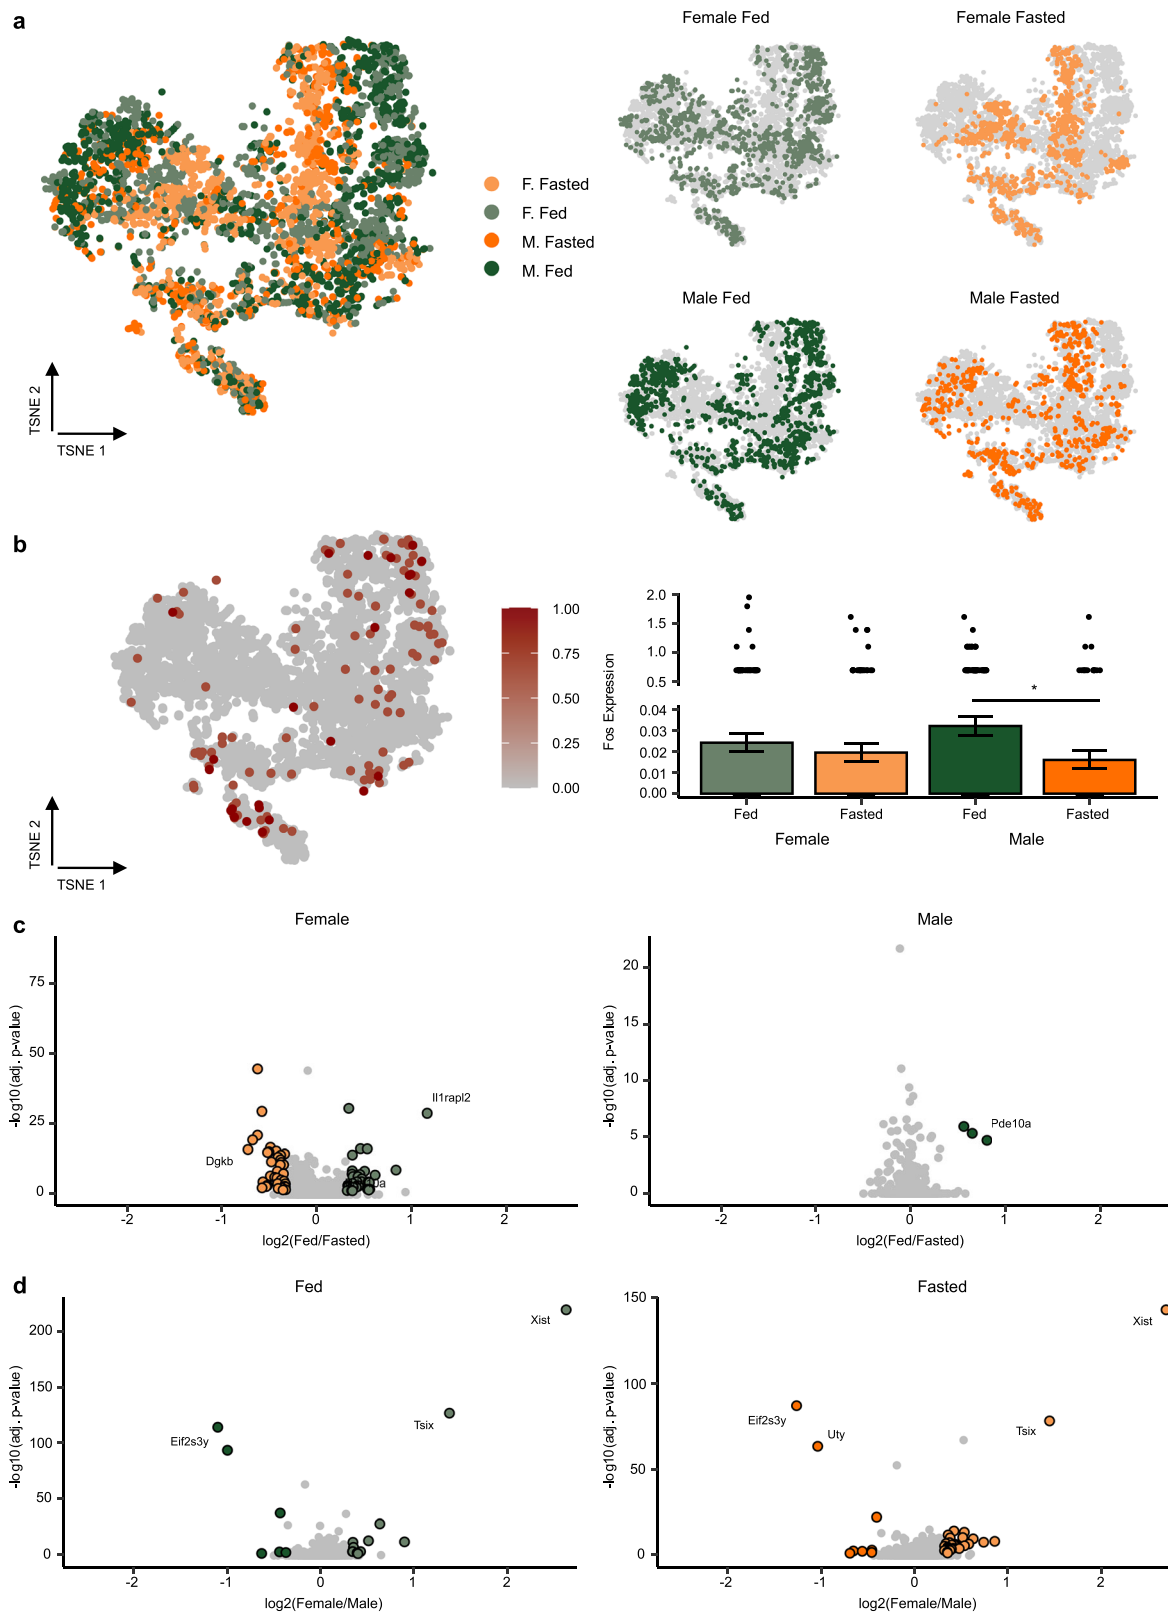 a
Female Fed
Female Fasted
F. Fasted
F. Fed
M. Fasted
M. Fed
Male Fed
Male Fasted
TSNE 2
TSNE 1
b
1.00
0.75
0.50
0.25
0.00
TSNE 2
TSNE 1
Fos Expression
2.0
1.0
0.5
0.04
0.03
0.02
0.01
0.00
*
Fed
Fasted
Fed
Fasted
Female
Male
c
Female
-log10(adj. p-value)
75
50
25
0
Il1rapl2
Dgkb
-2
-1
0
1
2
log2(Fed/Fasted)
Male
-log10(adj. p-value)
20
15
10
5
0
Pde10a
-2
-1
0
1
2
log2(Fed/Fasted)
d
Fed
-log10(adj. p-value)
200
150
100
50
0
Xist
Tsix
Eif2s3y
-2
-1
0
1
2
log2(Female/Male)
Fasted
-log10(adj. p-value)
150
100
50
0
Xist
Eif2s3y
Uty
Tsix
-2
-1
0
1
2
log2(Female/Male)